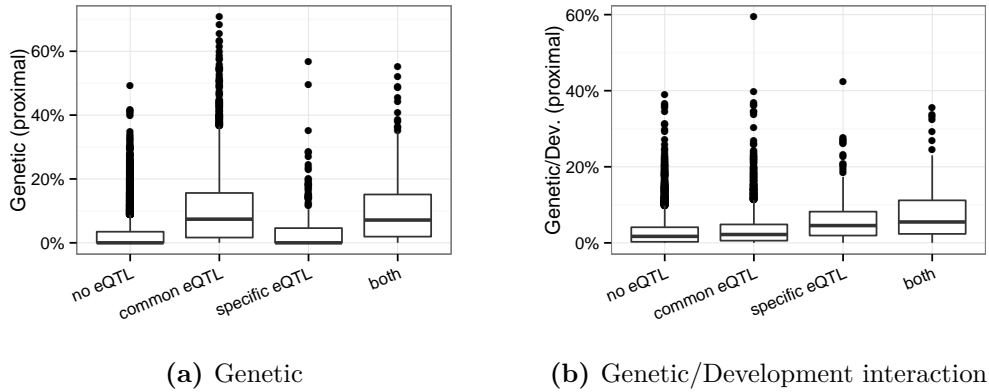 Genetic (proximal)
60%
40%
20%
0%
no eQTL
common eQTL
specific eQTL
both
(a) Genetic
Genetic/Dev. (proximal)
60%
40%
20%
0%
no eQTL
common eQTL
specific eQTL
both
(b) Genetic/Development interaction